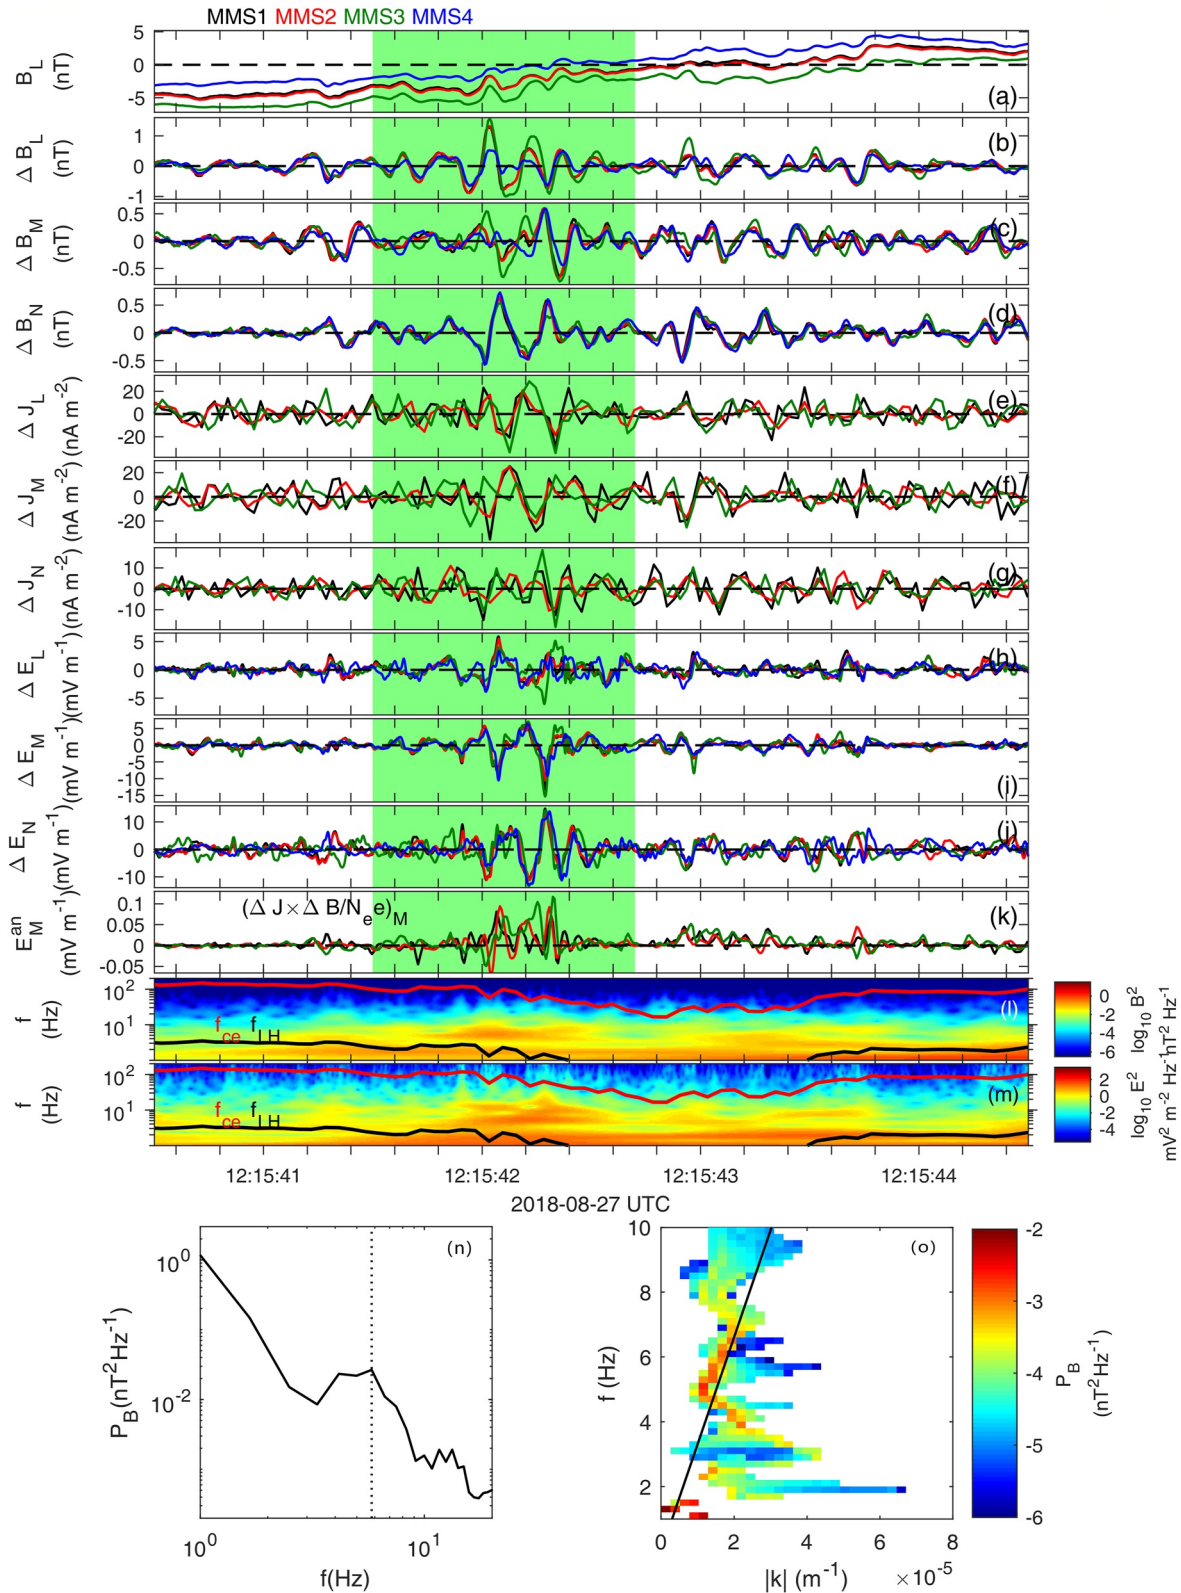 MMS1 MMS2 MMS3 MMS4
B_L (nT)
5
0
-5
(a)
Δ B_L (nT)
1
0
-1
(b)
Δ B_M (nT)
0.5
0
-0.5
(c)
Δ B_N (nT)
0.5
0
-0.5
(d)
Δ J_L (nA m^-2)
20
0
-20
(e)
Δ J_M (nA m^-2)
20
0
-20
(f)
Δ J_N (nA m^-2)
10
0
-10
(g)
Δ E_L (mV m^-1)
5
0
-5
(h)
Δ E_M (mV m^-1)
5
0
-5
-10
-15
(i)
Δ E_N (mV m^-1)
10
0
-10
(j)
E_M^an (mV m^-1)
0.1
0.05
0
-0.05
(Δ J×Δ B/N_e e)_M
(k)
f (Hz)
10^2
10^1
f_ce f_LH
(l)
0
-2
-4
-6
log_10 B^2
nT^2 Hz^-1
f (Hz)
10^2
10^1
f_ce f_LH
(m)
2
0
-2
-4
log_10 E^2
mV^2 m^-2 Hz^-1
12:15:41 12:15:42 12:15:43 12:15:44
2018-08-27 UTC
P_B(nT^2Hz^-1)
10^0
10^-2
(n)
10^0 10^1
f(Hz)
f (Hz)
10
8
6
4
2
(o)
0 2 4 6 8
|k| (m^-1) ×10^-5
-2
-3
-4
-5
-6
P_B
(nT^2Hz^-1)